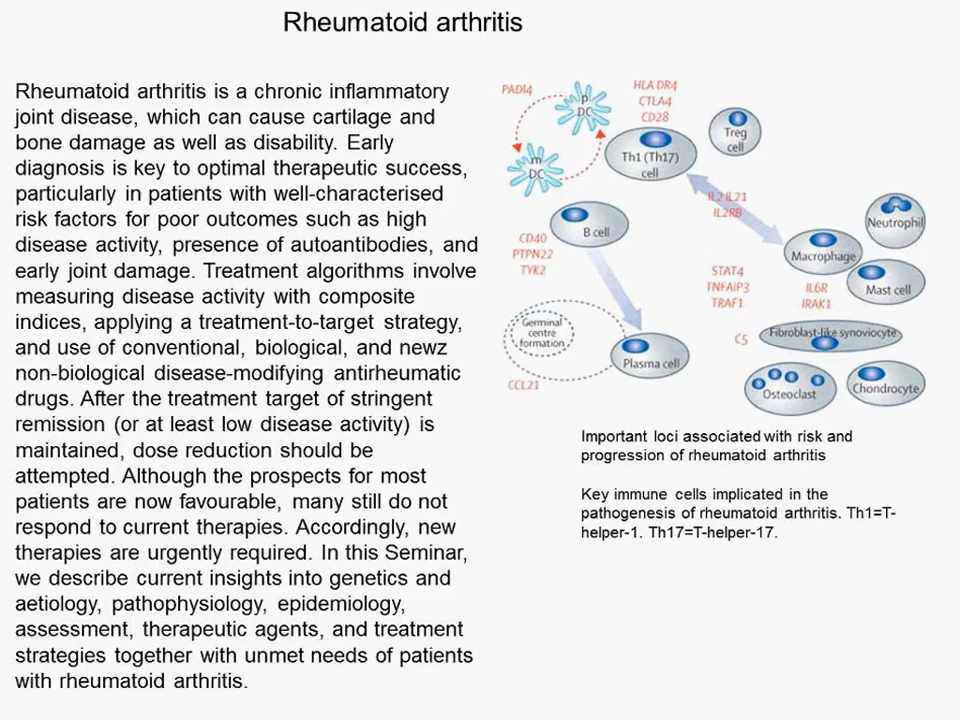 Rheumatoid arthritis
Rheumatoid arthritis is a chronic inflammatory
joint disease, which can cause cartilage and
bone damage as well as disability. Early
diagnosis is key to optimal therapeutic success,
particularly in patients with well-characterised
risk factors for poor outcomes such as high
disease activity, presence of autoantibodies, and
early joint damage. Treatment algorithms involve
measuring disease activity with composite
indices, applying a treatment-to-target strategy,
and use of conventional, biological, and newz
non-biological disease-modifying antirheumatic
drugs. After the treatment target of stringent
remission (or at least low disease activity) is
maintained, dose reduction should be
attempted. Although the prospects for most
patients are now favourable, many still do not
respond to current therapies. Accordingly, new
therapies are urgently required. In this Seminar,
we describe current insights into genetics and
aetiology, pathophysiology, epidemiology,
assessment, therapeutic agents, and treatment
strategies together with unmet needs of patients
with rheumatoid arthritis.
PADI4
p
DC
m
DC
HLA DR4
CTLA4
CD28
Th1 (Th17)
cell
Treg
cell
IL2 IL21
IL2RB
B cell
CD40
PTPN22
TYK2
Neutrophil
Macrophage
Mast cell
STAT4
TNFAIP3
TRAF1
IL6R
IRAK1
C5
Fibroblast-like synoviocyte
Germinal
centre
formation
Plasma cell
CCL21
Osteoclast
Chondrocyte
Important loci associated with risk and
progression of rheumatoid arthritis
Key immune cells implicated in the
pathogenesis of rheumatoid arthritis. Th1=T-
helper-1. Th17=T-helper-17.